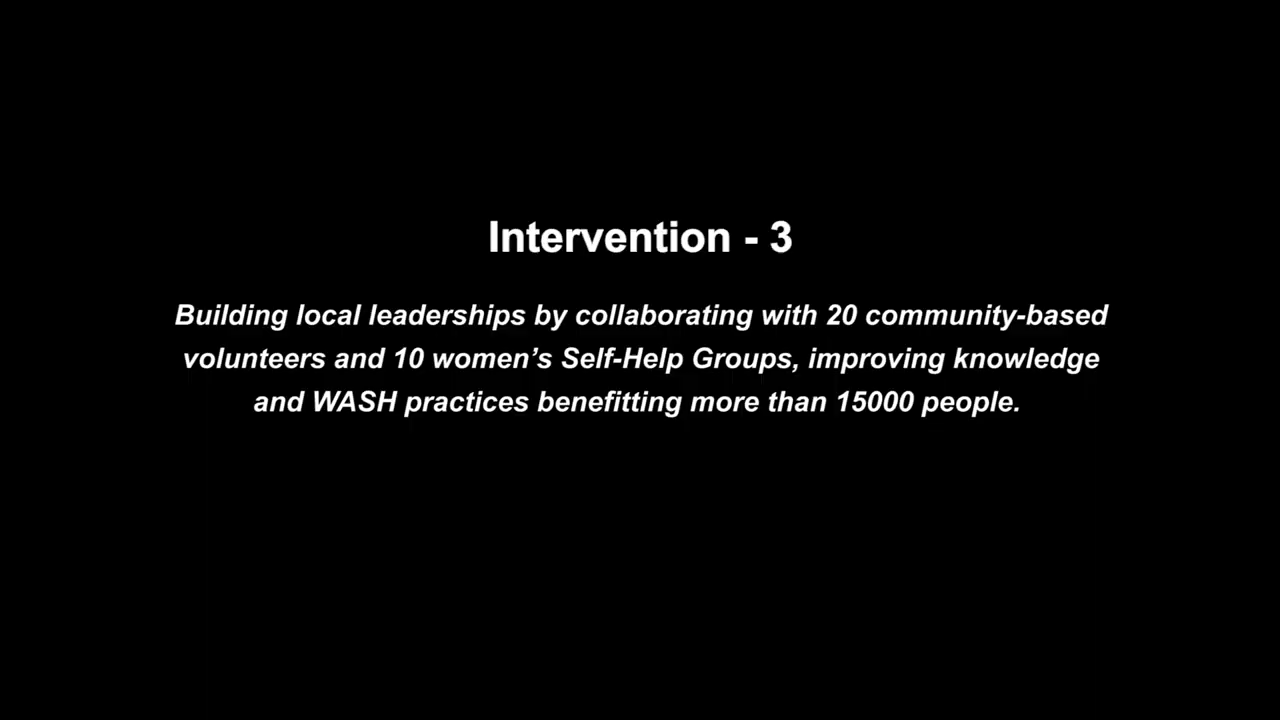 Intervention - 3
Building local leaderships by collaborating with 20 community-based
volunteers and 10 women’s Self-Help Groups, improving knowledge
and WASH practices benefitting more than 15000 people.